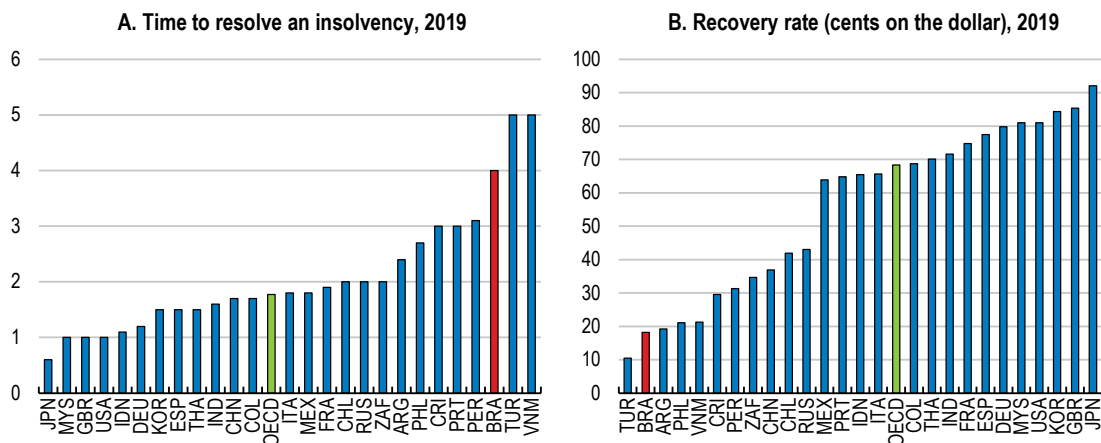 A. Time to resolve an insolvency, 2019
6
5
4
3
2
1
0
JPN
MYS
GBR
USA
IDN
DEU
KOR
ESP
THA
IND
CHN
COL
OECD
ITA
MEX
FRA
CHL
RUS
ZAF
ARG
PHL
CRI
PRT
PER
BRA
TUR
VNM
B. Recovery rate (cents on the dollar), 2019
100
90
80
70
60
50
40
30
20
10
0
TUR
BRA
ARG
PHL
VNM
CRI
PER
ZAF
CHN
CHL
RUS
MEX
PRT
IDN
ITA
OECD
COL
THA
IND
FRA
ESP
DEU
MYS
USA
KOR
GBR
JPN